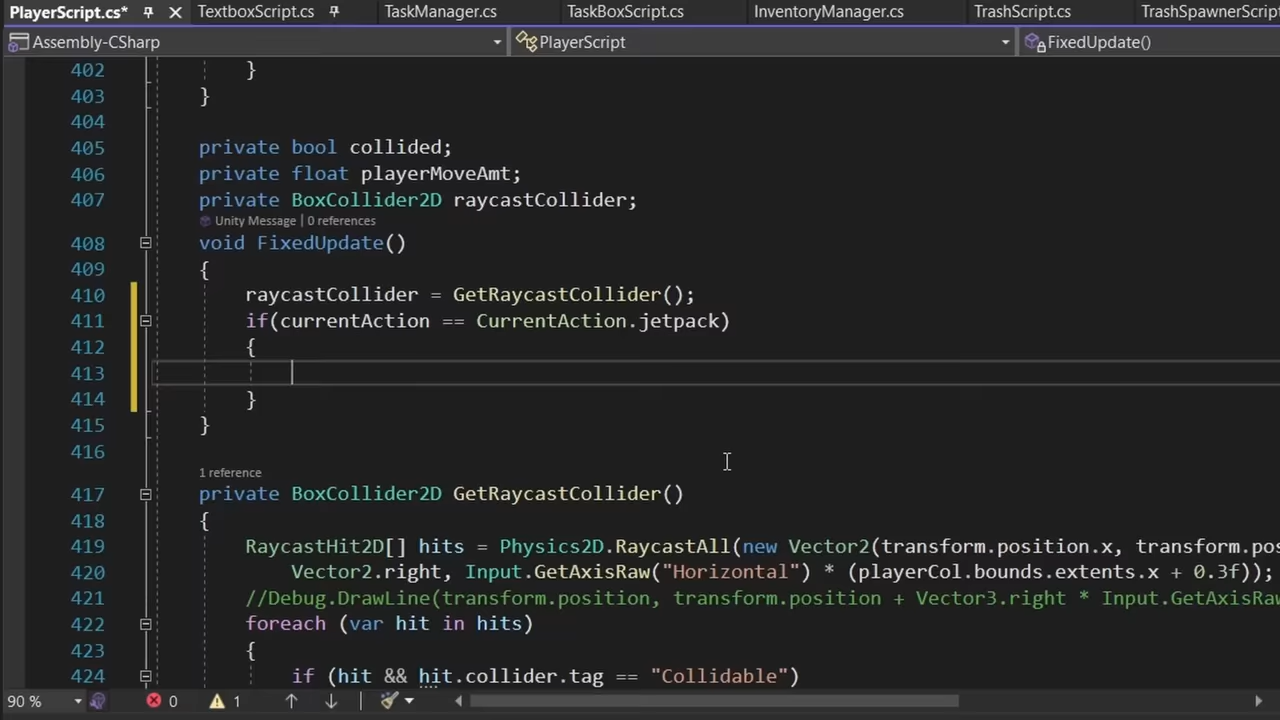 PlayerScript.cs* TextboxScript.cs TaskManager.cs TaskBoxScript.cs InventoryManager.cs TrashScript.cs TrashSpawnerScript
Assembly-CSharp PlayerScript FixedUpdate()
402 }
403 }
404
405 private bool collided;
406 private float playerMoveAmt;
407 private BoxCollider2D raycastCollider;
Unity Message | 0 references
408 void FixedUpdate()
409 {
410 raycastCollider = GetRaycastCollider();
411 if(currentAction == CurrentAction.jetpack)
412 {
413
414 }
415 }
416
1 reference
417 private BoxCollider2D GetRaycastCollider()
418 {
419 RaycastHit2D[] hits = Physics2D.RaycastAll(new Vector2(transform.position.x, transform.pos
420 Vector2.right, Input.GetAxisRaw("Horizontal") * (playerCol.bounds.extents.x + 0.3f));
421 //Debug.DrawLine(transform.position, transform.position + Vector3.right * Input.GetAxisRa
422 foreach (var hit in hits)
423 {
424 if (hit && hit.collider.tag == "Collidable")
90 % 0 1